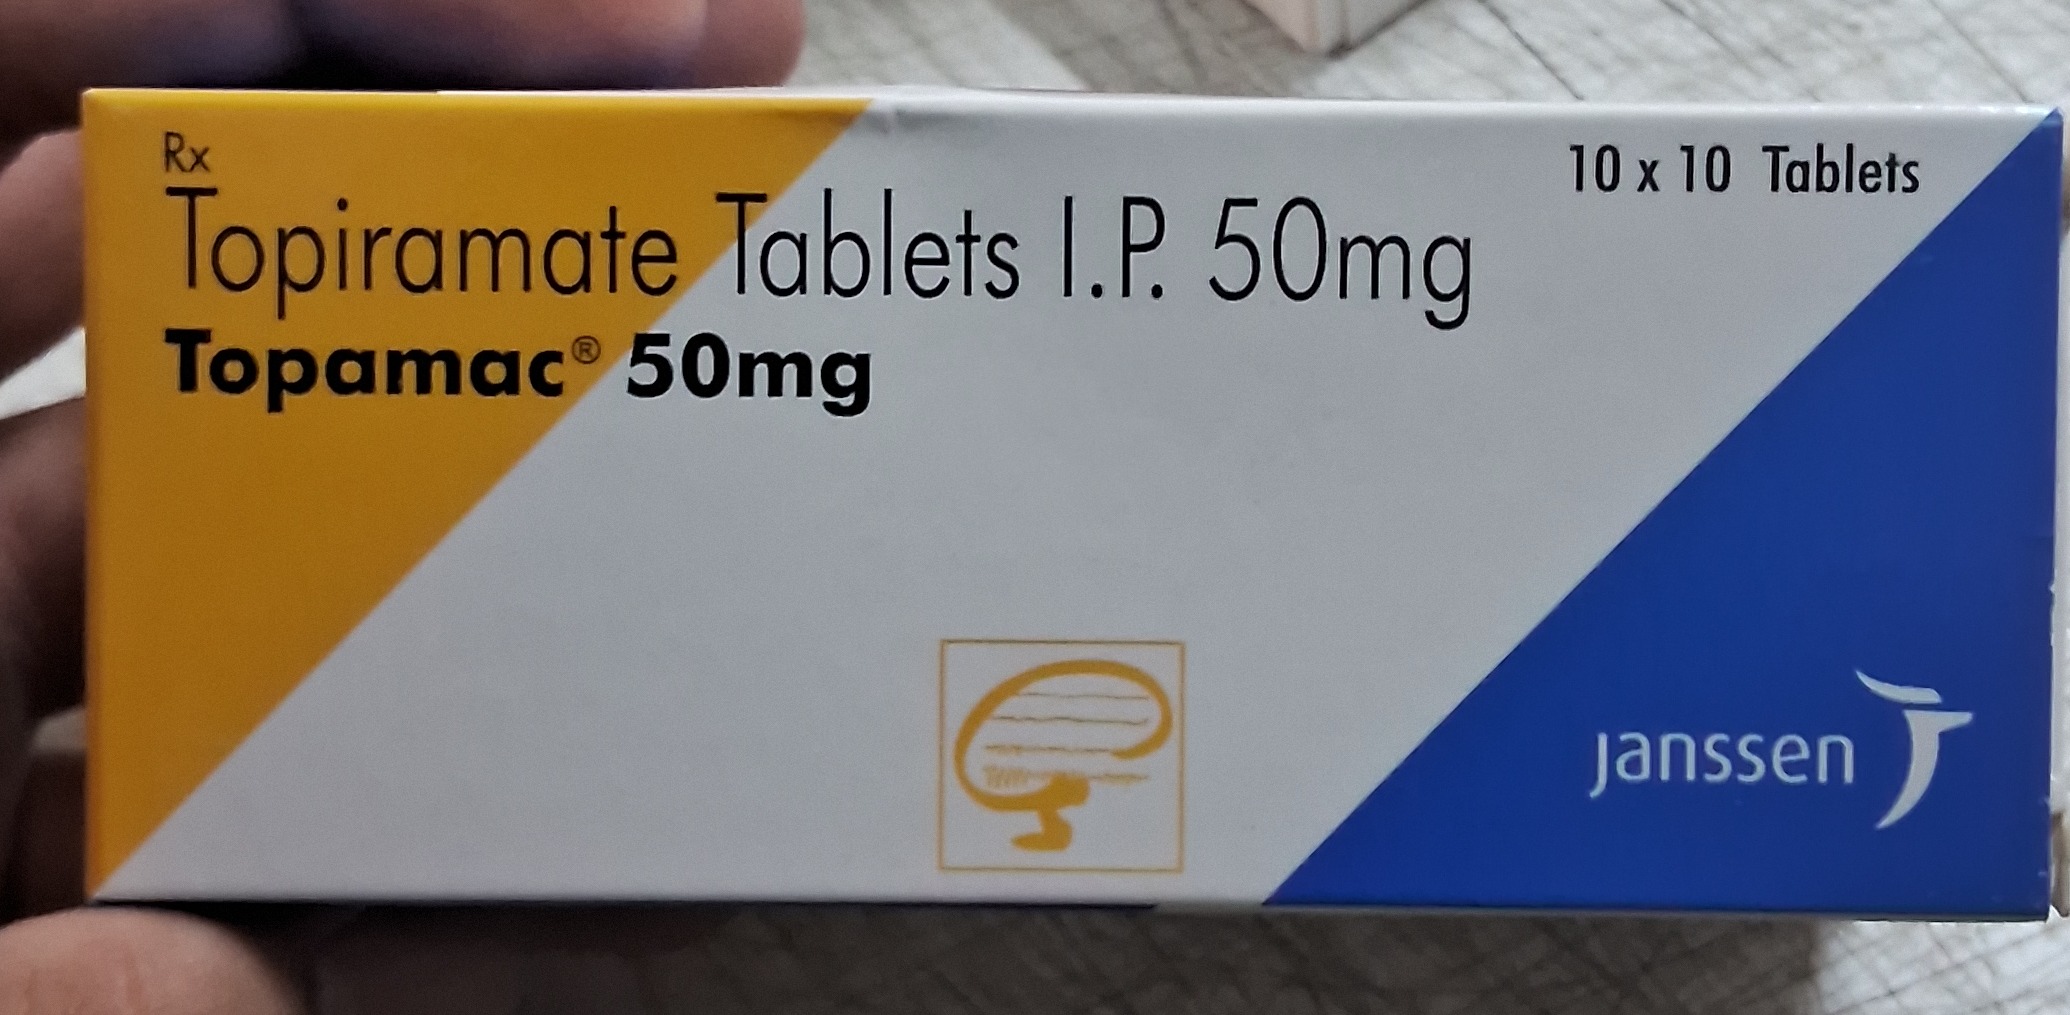 Rx
10 x 10 Tablets
Topiramate Tablets I.P. 50mg
Topamac® 50mg
janssen